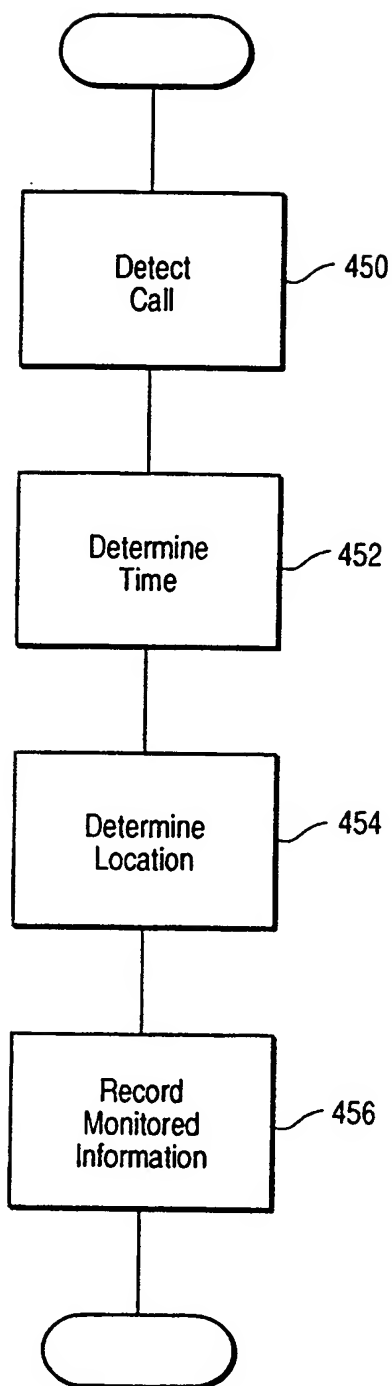 Detect
Call
450
Determine
Time
452
Determine
Location
454
Record
Monitored
Information
456